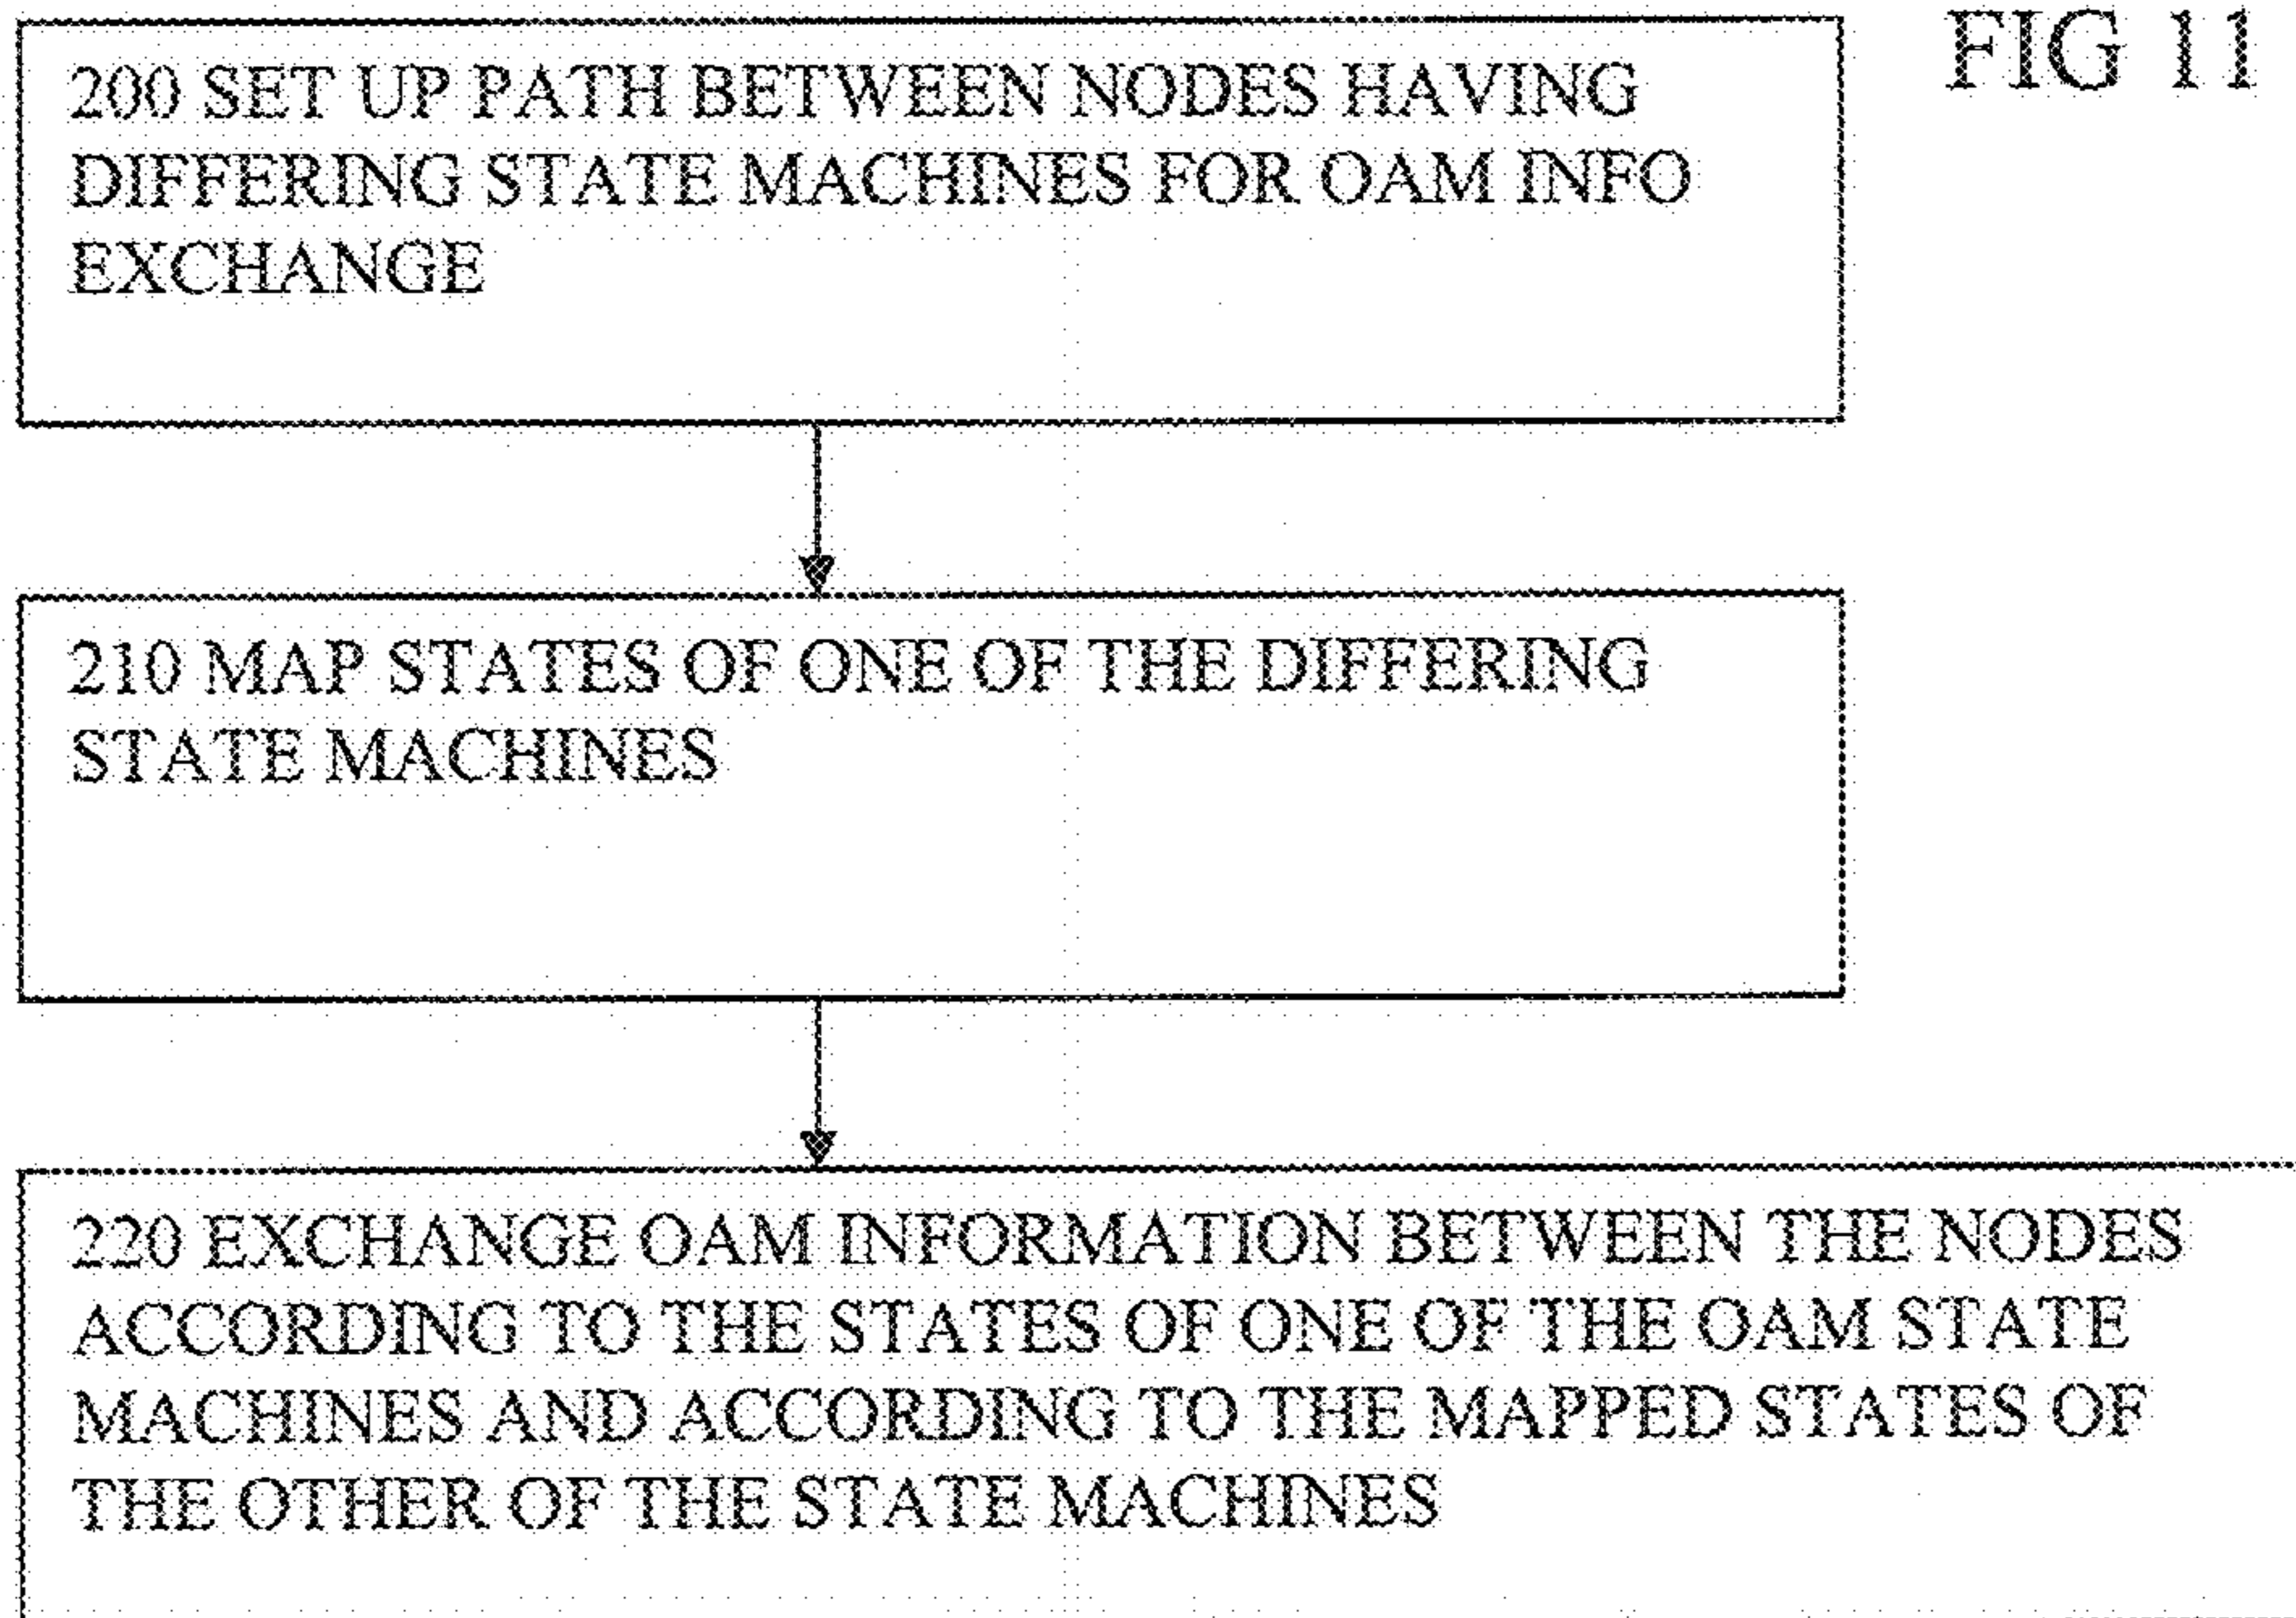 FIG 11
200 SET UP PATH BETWEEN NODES HAVING
DIFFERING STATE MACHINES FOR OAM INFO
EXCHANGE
210 MAP STATES OF ONE OF THE DIFFERING
STATE MACHINES
220 EXCHANGE OAM INFORMATION BETWEEN THE NODES
ACCORDING TO THE STATES OF ONE OF THE OAM STATE
MACHINES AND ACCORDING TO THE MAPPED STATES OF
THE OTHER OF THE STATE MACHINES